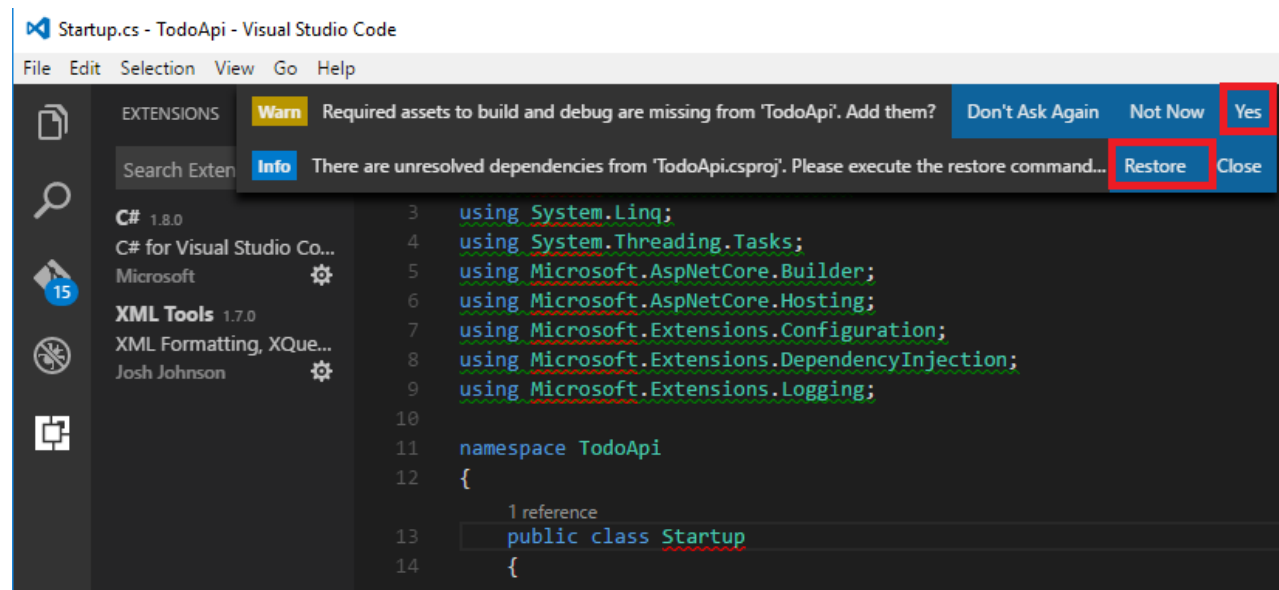 Startup.cs - TodoApi - Visual Studio Code
File Edit Selection View Go Help
EXTENSIONS
Warn Required assets to build and debug are missing from 'TodoApi'. Add them? Don't Ask Again Not Now Yes
Search Exten
Info There are unresolved dependencies from 'TodoApi.csproj'. Please execute the restore command... Restore Close
C# 1.8.0
C# for Visual Studio Co...
Microsoft
15
XML Tools 1.7.0
XML Formatting, XQue...
Josh Johnson
3 using System.Linq;
4 using System.Threading.Tasks;
5 using Microsoft.AspNetCore.Builder;
6 using Microsoft.AspNetCore.Hosting;
7 using Microsoft.Extensions.Configuration;
8 using Microsoft.Extensions.DependencyInjection;
9 using Microsoft.Extensions.Logging;
10
11 namespace TodoApi
12 {
1 reference
13 public class Startup
14 {